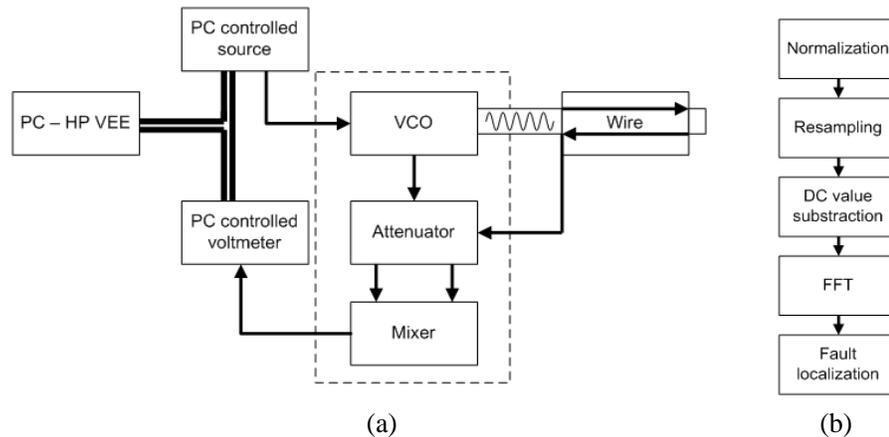 PC controlled
source
PC – HP VEE
VCO
Wire
PC controlled
voltmeter
Attenuator
Mixer
(a)
Normalization
Resampling
DC value
substraction
FFT
Fault
localization
(b)